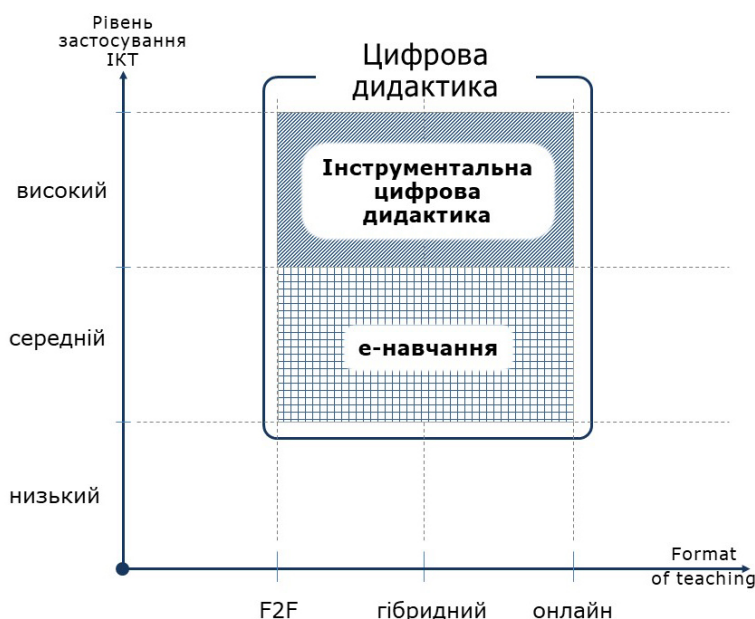 Рівень
застосування
ІКТ
Цифрова
дидактика
Інструментальна
цифрова
дидактика
високий
середній
е-навчання
низький
Format
of teaching
F2F гібридний онлайн